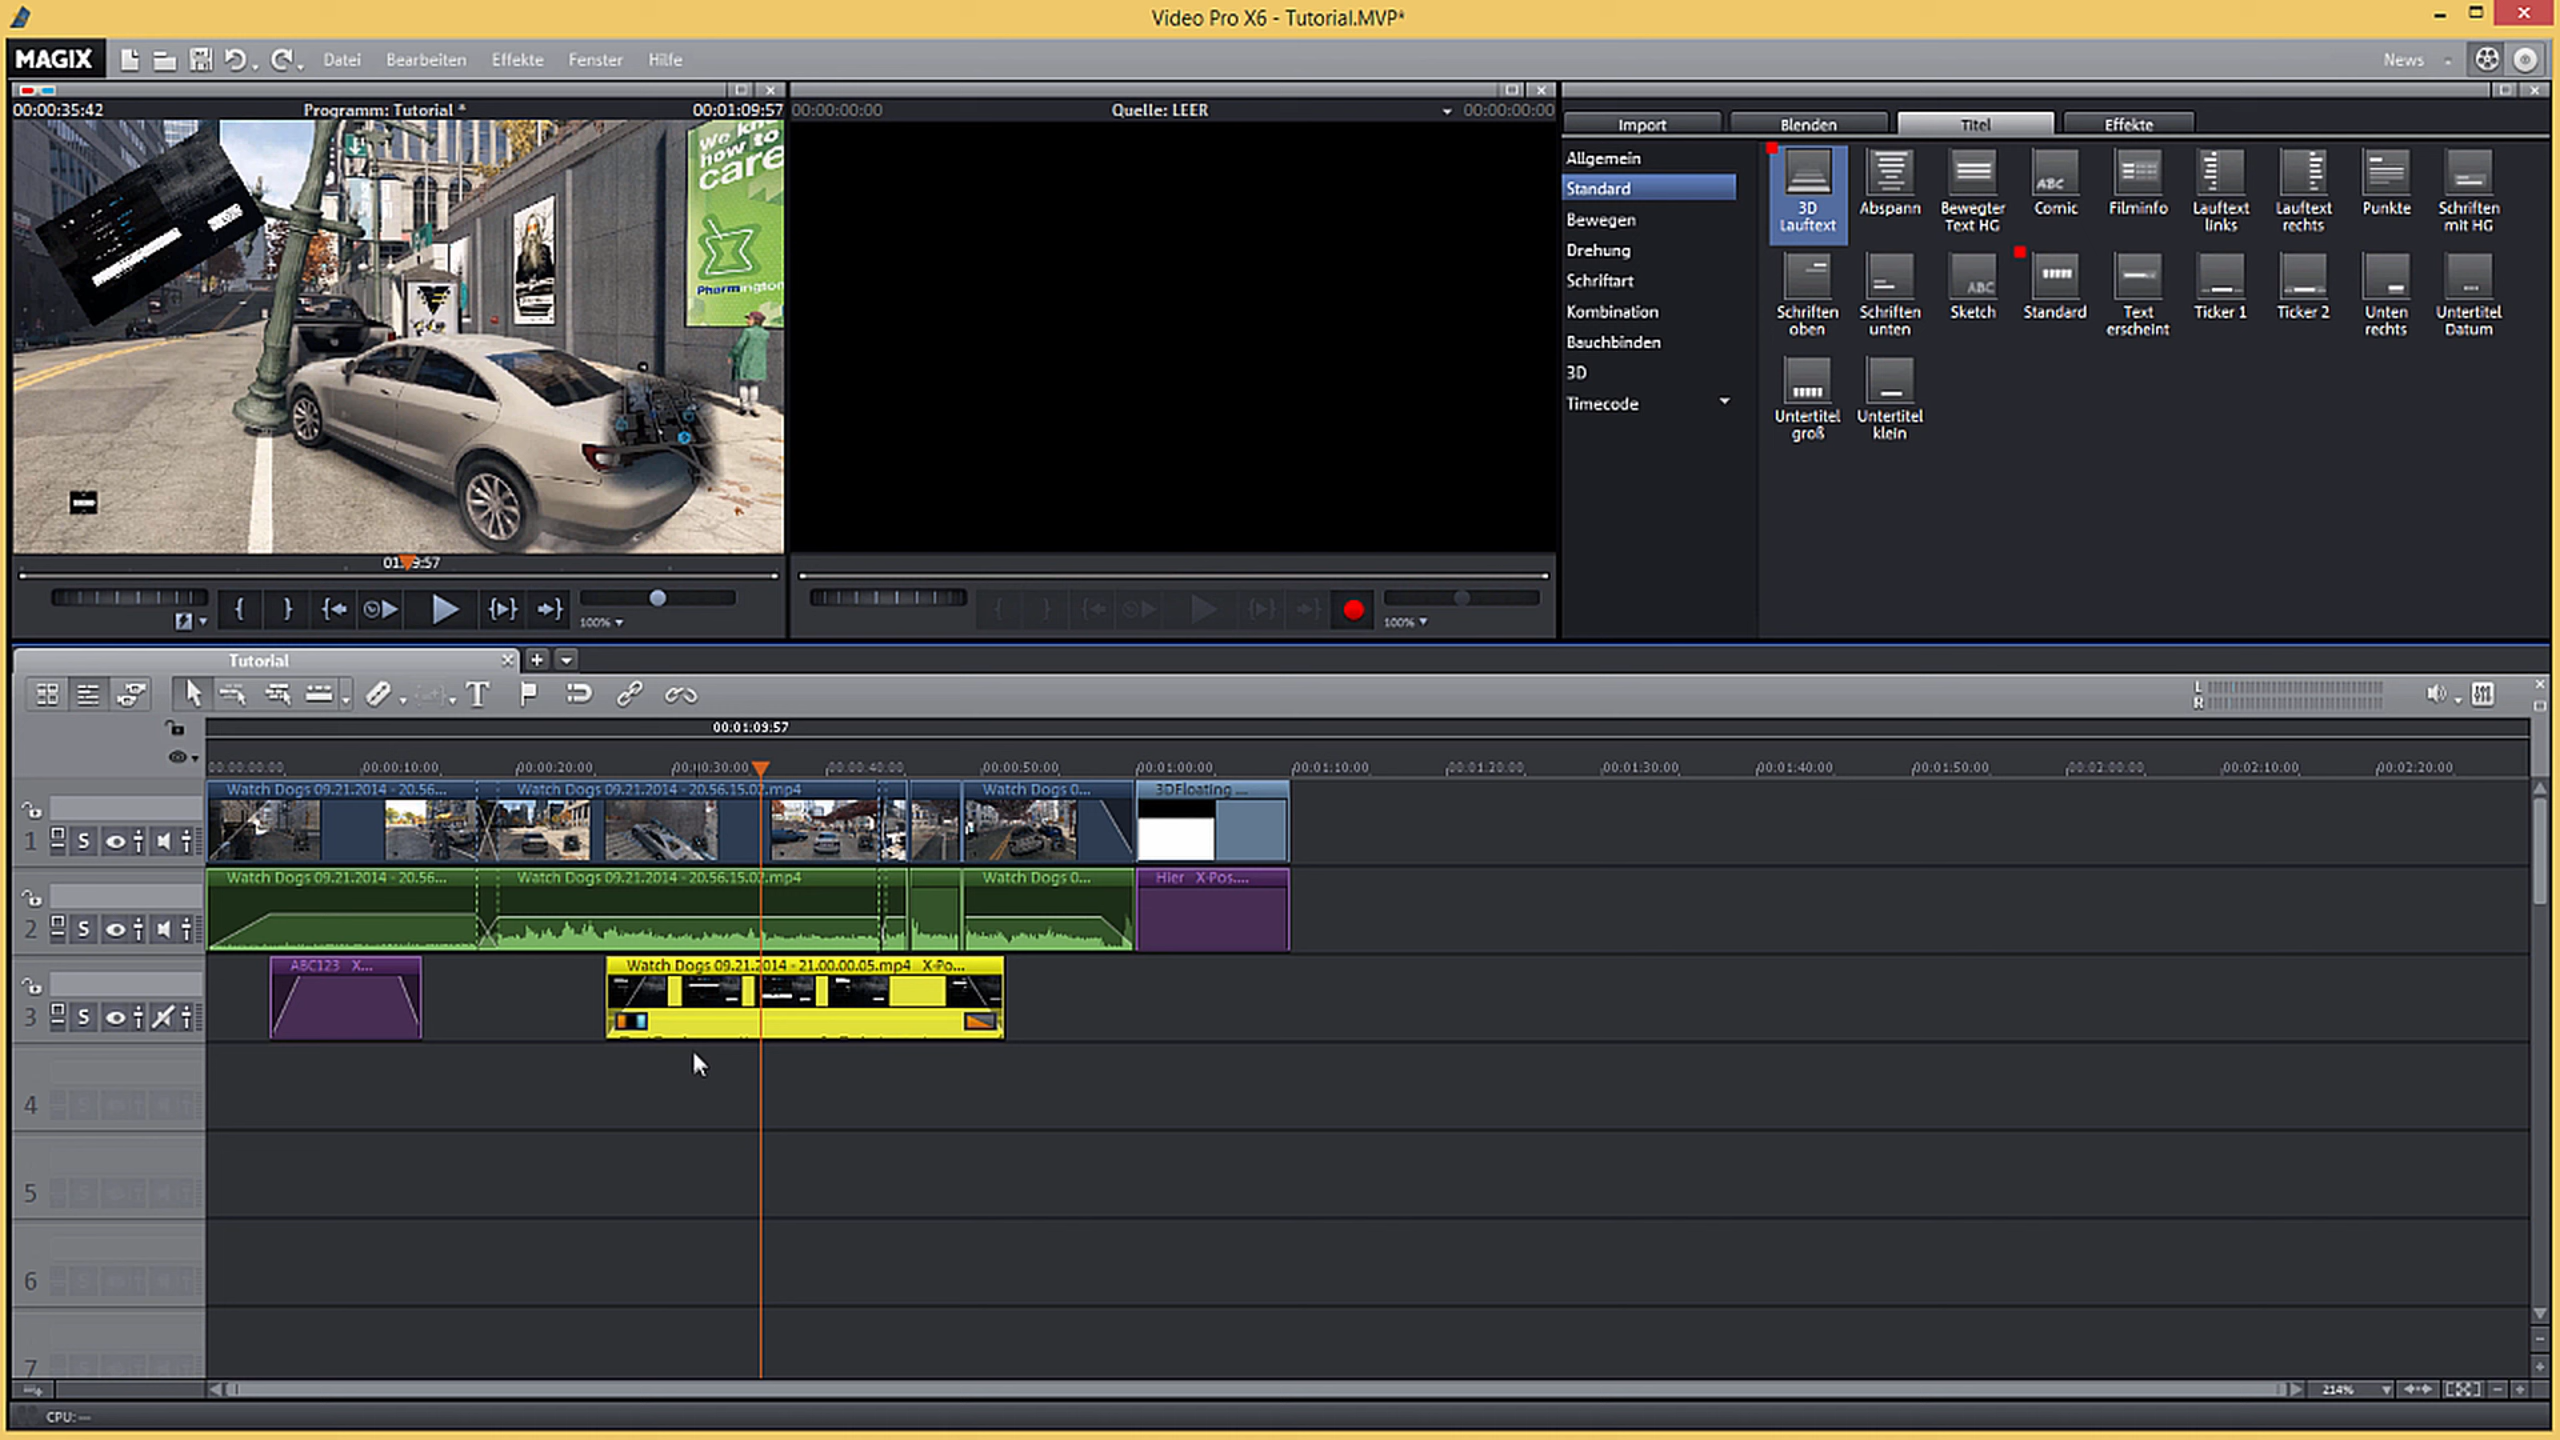 Video Pro X6 - Tutorial.MVP*
MAGIX
Datei Bearbeiten Effekte Fenster Hilfe
News
00:00:35:42 Programm: Tutorial * 00:01:09:57
00:00:00:00 Quelle: LEER 00:00:00:00
Import Blenden Titel Effekte
Allgemein
Standard
Bewegen
Drehung
Schriftart
Kombination
Bauchbinden
3D
Timecode
3D Lauftext
Abspann
Bewegter Text HG
Comic
Filminfo
Lauftext links
Lauftext rechts
Punkte
Schriften mit HG
Schriften oben
Schriften unten
Sketch
Standard
Text erscheint
Ticker 1
Ticker 2
Unten rechts
Untertitel Datum
Untertitel groß
Untertitel klein
We
how to
care
Pharmington
100%
100%
Tutorial
L
R
00:01:09:57
00:00:00:00 00:00:10:00 00:00:20:00 00:00:30:00 00:00:40:00 00:00:50:00 00:01:00:00 00:01:10:00 00:01:20:00 00:01:30:00 00:01:40:00 00:01:50:00 00:02:00:00 00:02:10:00 00:02:20:00
Watch Dogs 09.21.2014 - 20.56... Watch Dogs 09.21.2014 - 20.56.15.02.mp4 Watch Dogs 0... 3DFloating ...
1 S
Watch Dogs 09.21.2014 - 20.56... Watch Dogs 09.21.2014 - 20.56.15.02.mp4 Watch Dogs 0... Hier X-Pos....
2 S
ABC123 X... Watch Dogs 09.21.2014 - 21.00.00.05.mp4 X-Po...
3 S
4 S
5 S
6 S
7
214%
CPU: —